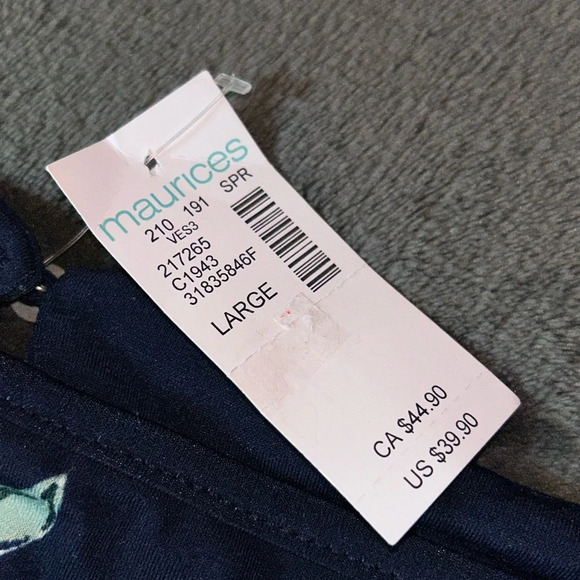 maurices
210 191 SPR
VES3
217265
C1943
31835846F
LARGE
CA $44.90
US $39.90